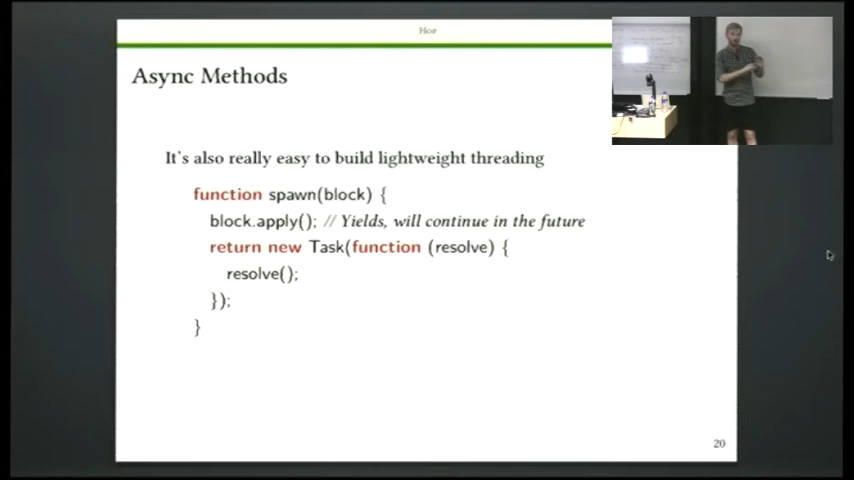 Hop
Async Methods
It's also really easy to build lightweight threading
function spawn(block) {
block.apply(); // Yields, will continue in the future
return new Task(function (resolve) {
resolve();
});
}
20